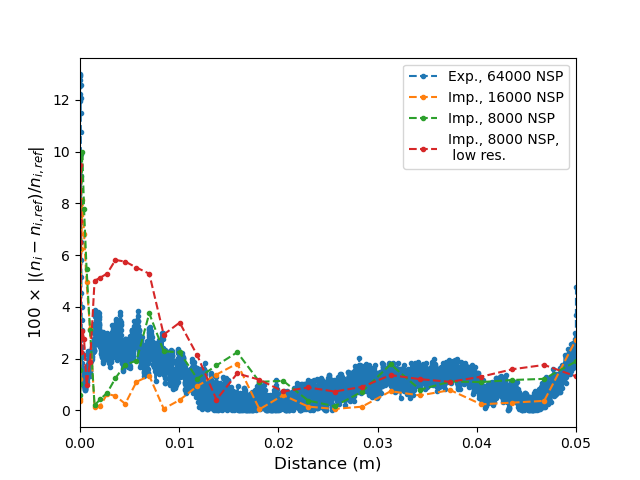 Exp., 64000 NSP
Imp., 16000 NSP
Imp., 8000 NSP
Imp., 8000 NSP,
low res.
100 × |(n_{i} − n_{i,ref})/n_{i,ref}|
12
10
8
6
4
2
0
0.00 0.01 0.02 0.03 0.04 0.05
Distance (m)